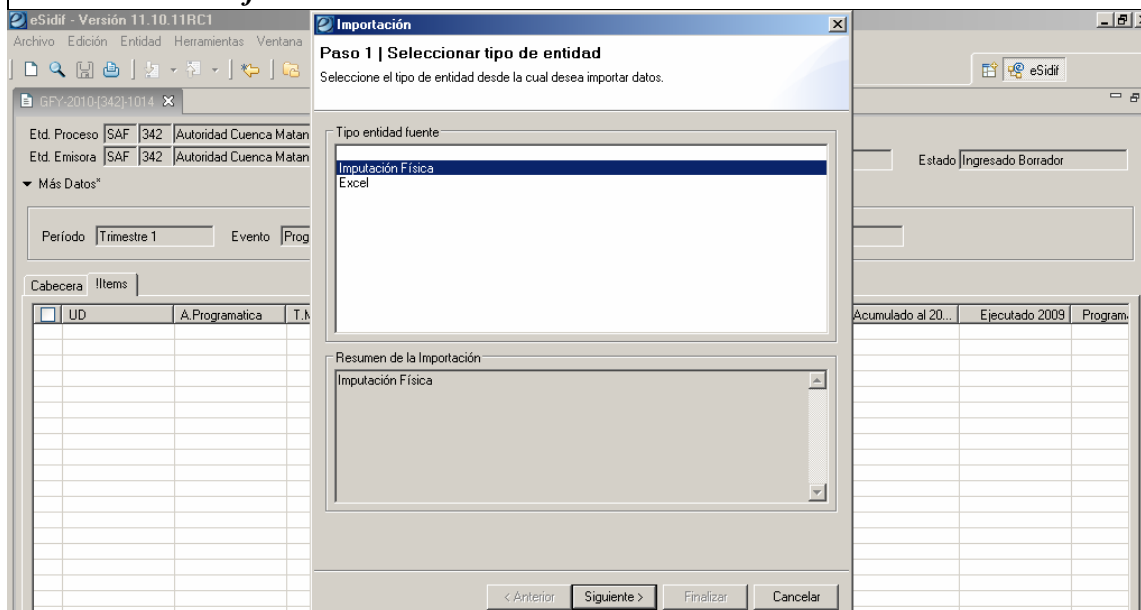 eSidif - Versión 11.10.11RC1
Archivo Edición Entidad Herramientas Ventana
eSidif
GFY-2010-[342]-1014
Etd. Proceso SAF 342 Autoridad Cuenca Matan
Etd. Emisora SAF 342 Autoridad Cuenca Matan
Estado Ingresado Borrador
Más Datos*
Período Trimestre 1 Evento Prog
Cabecera !Items
UD A.Programatica T.M
Acumulado al 20... Ejecutado 2009 Program
Importación
Paso 1 | Seleccionar tipo de entidad
Seleccione el tipo de entidad desde la cual desea importar datos.
Tipo entidad fuente
Imputación Física
Excel
Resumen de la Importación
Imputación Física
< Anterior Siguiente > Finalizar Cancelar